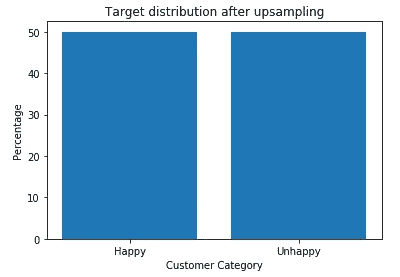 Target distribution after upsampling
50
40
30
20
10
0
Percentage
Happy Unhappy
Customer Category